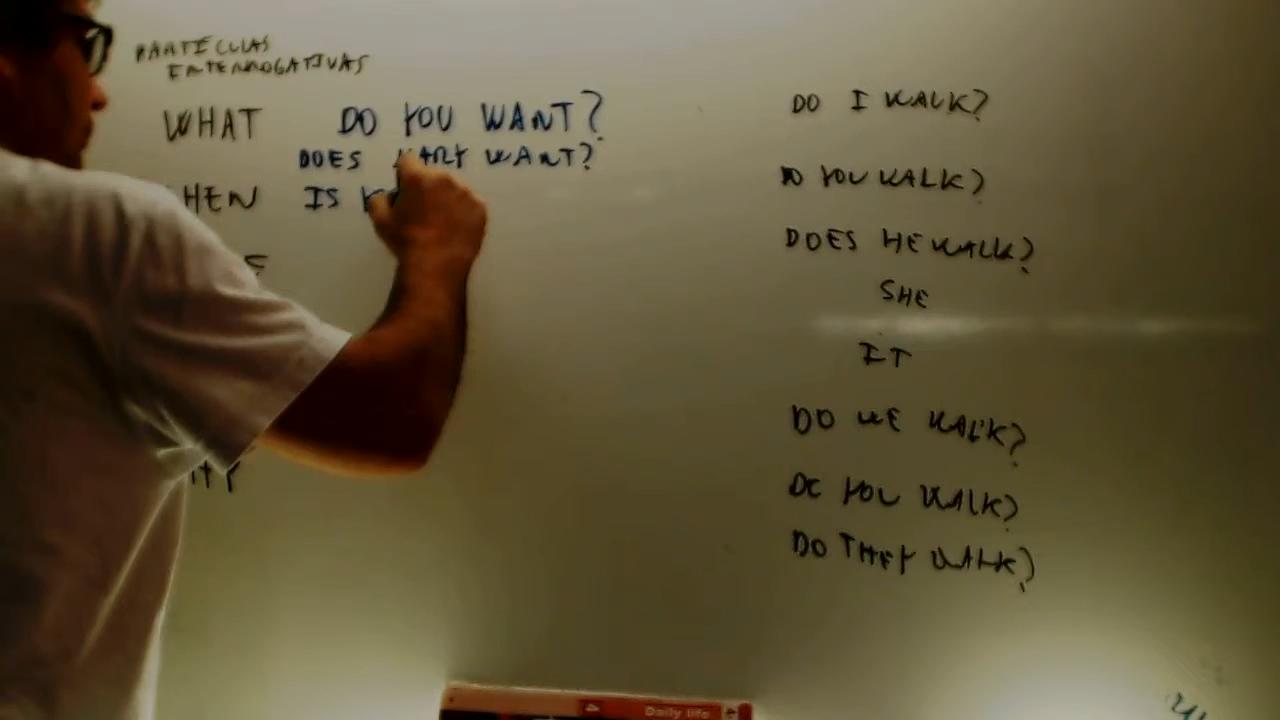 PARTICULAS
INTERROGATIVAS
WHAT DO YOU WANT?
DOES MARY WANT?
HEN IS
DO I WALK?
DO YOU WALK?
DOES HE WALK?
SHE
IT
DO WE WALK?
DO YOU WALK?
DO THEY WALK?
Daily life